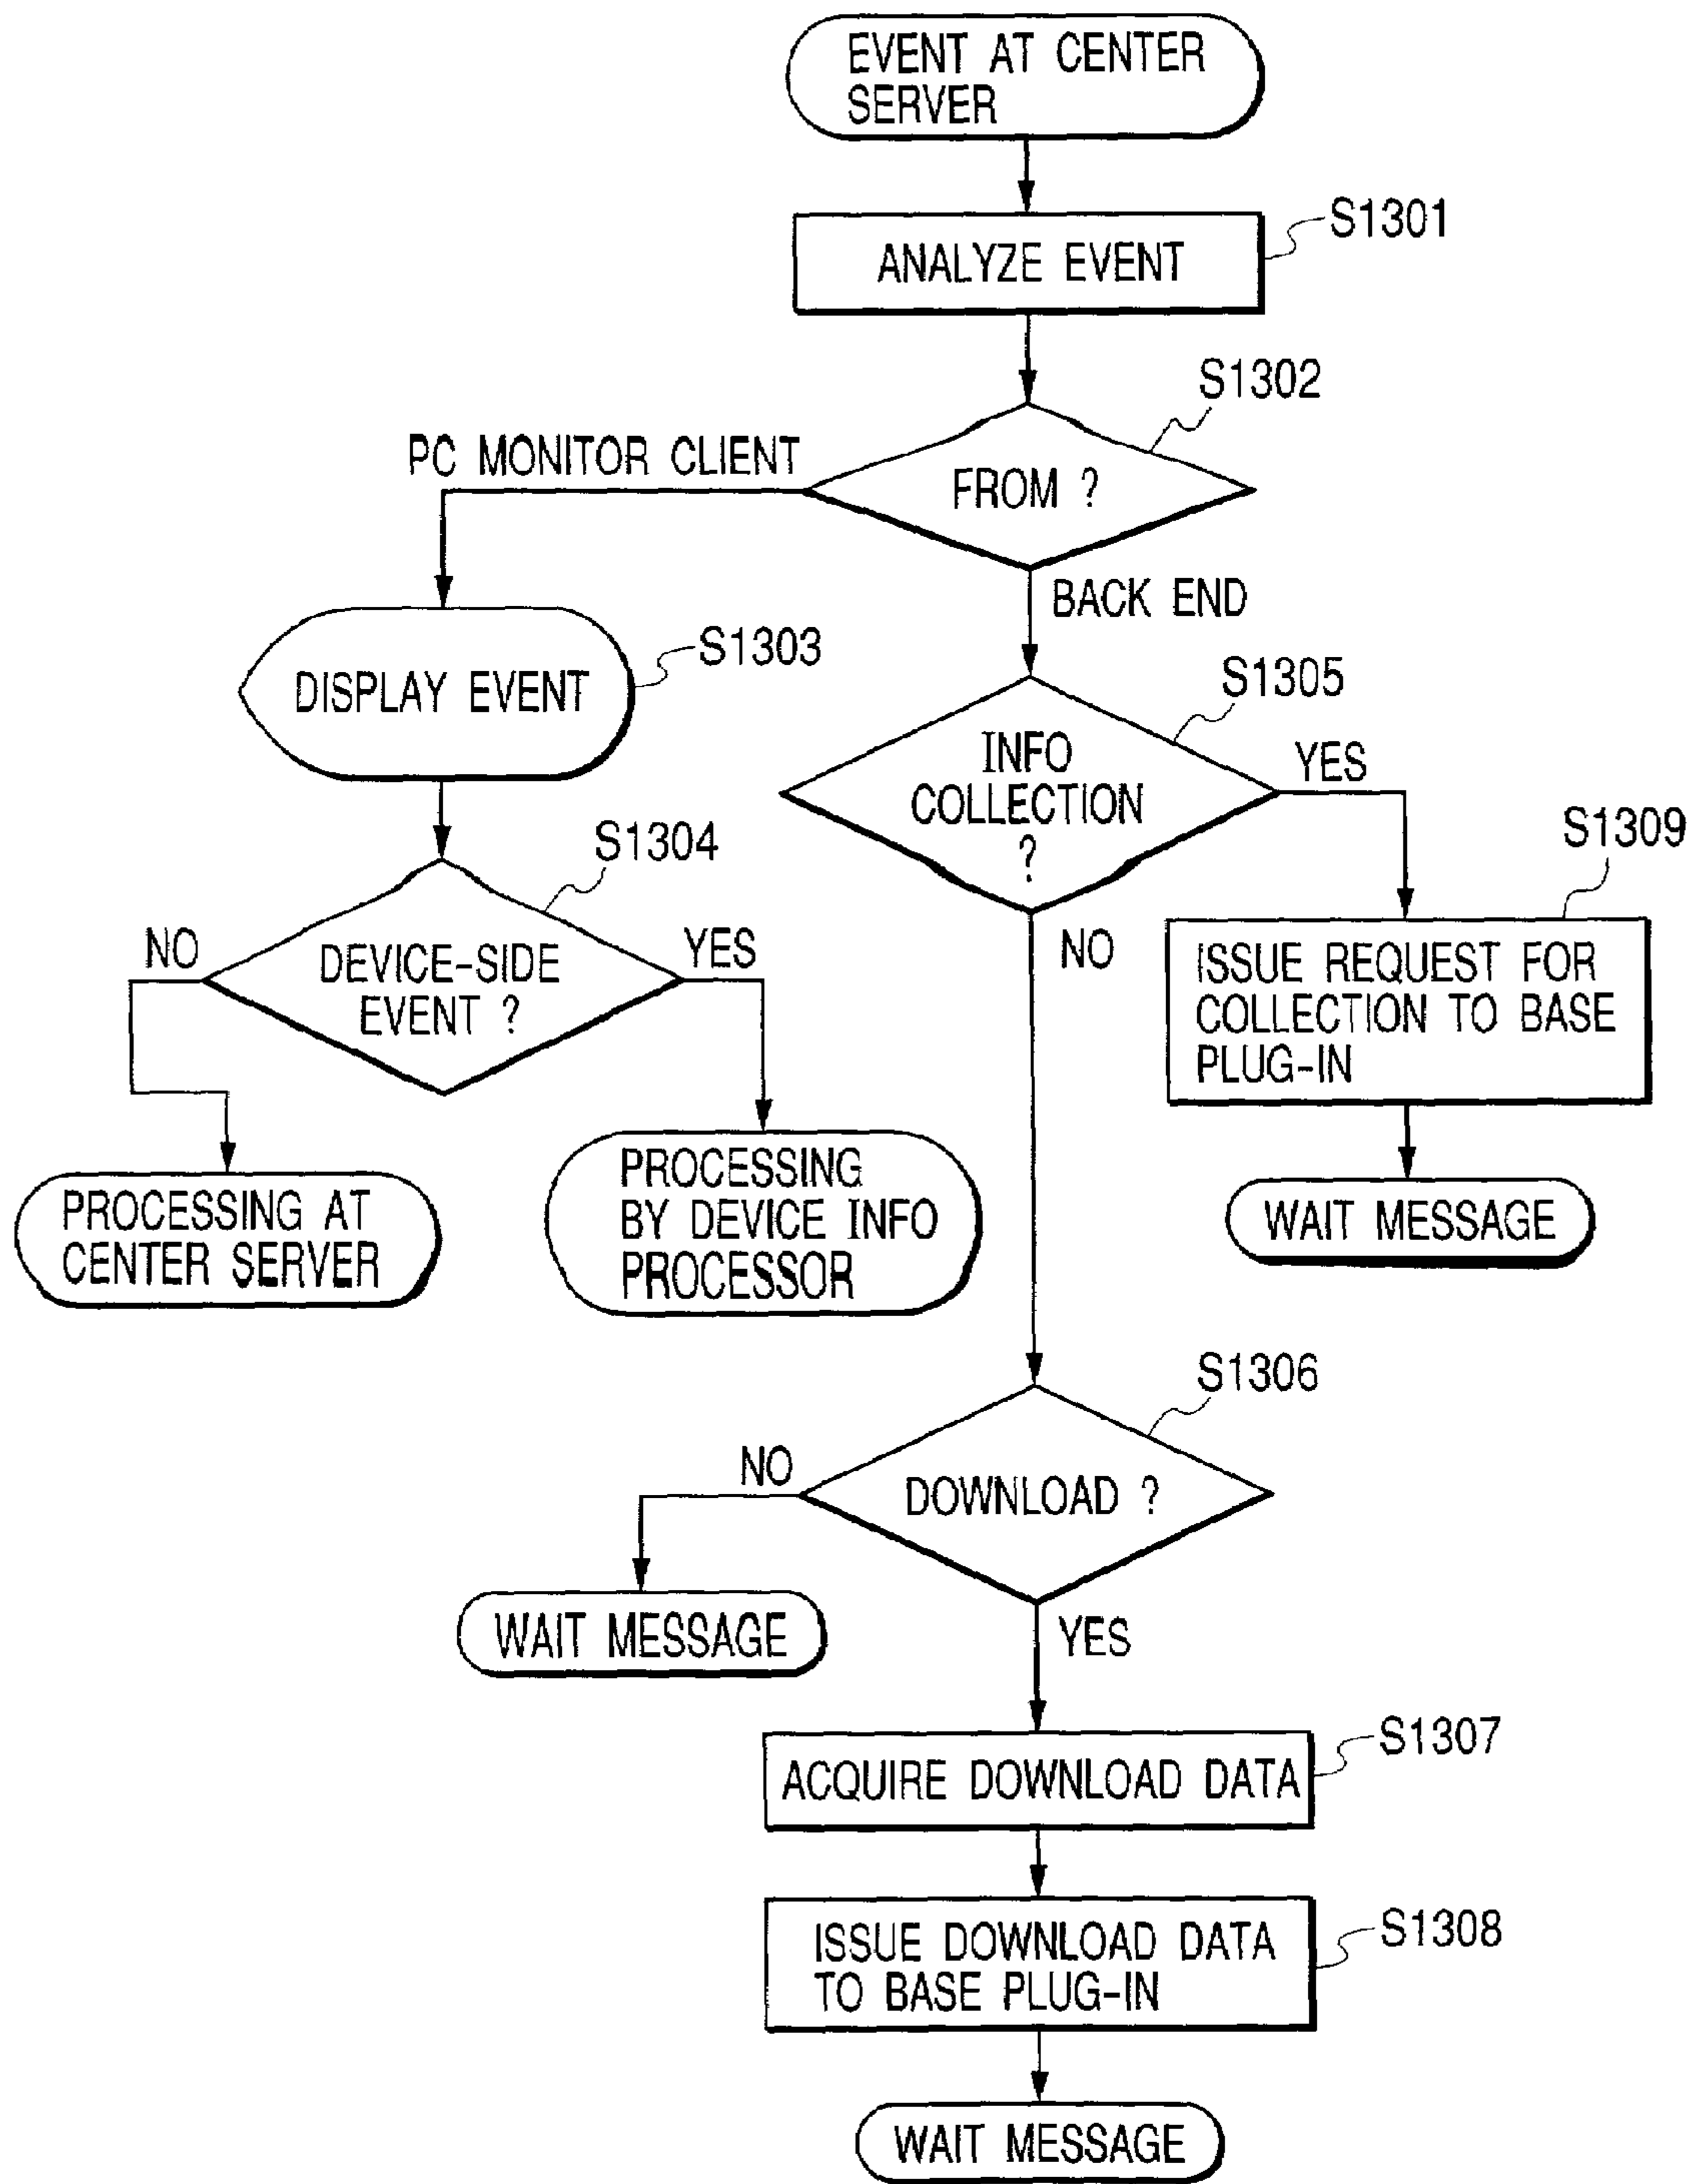 EVENT AT CENTER
SERVER
S1301
ANALYZE EVENT
S1302
PC MONITOR CLIENT
FROM ?
BACK END
S1303
DISPLAY EVENT
S1305
INFO
COLLECTION
?
YES
S1304
S1309
NO
DEVICE-SIDE
EVENT ?
YES
NO
ISSUE REQUEST FOR
COLLECTION TO BASE
PLUG-IN
PROCESSING AT
CENTER SERVER
PROCESSING
BY DEVICE INFO
PROCESSOR
WAIT MESSAGE
S1306
NO
DOWNLOAD ?
WAIT MESSAGE
YES
S1307
ACQUIRE DOWNLOAD DATA
S1308
ISSUE DOWNLOAD DATA
TO BASE PLUG-IN
WAIT MESSAGE